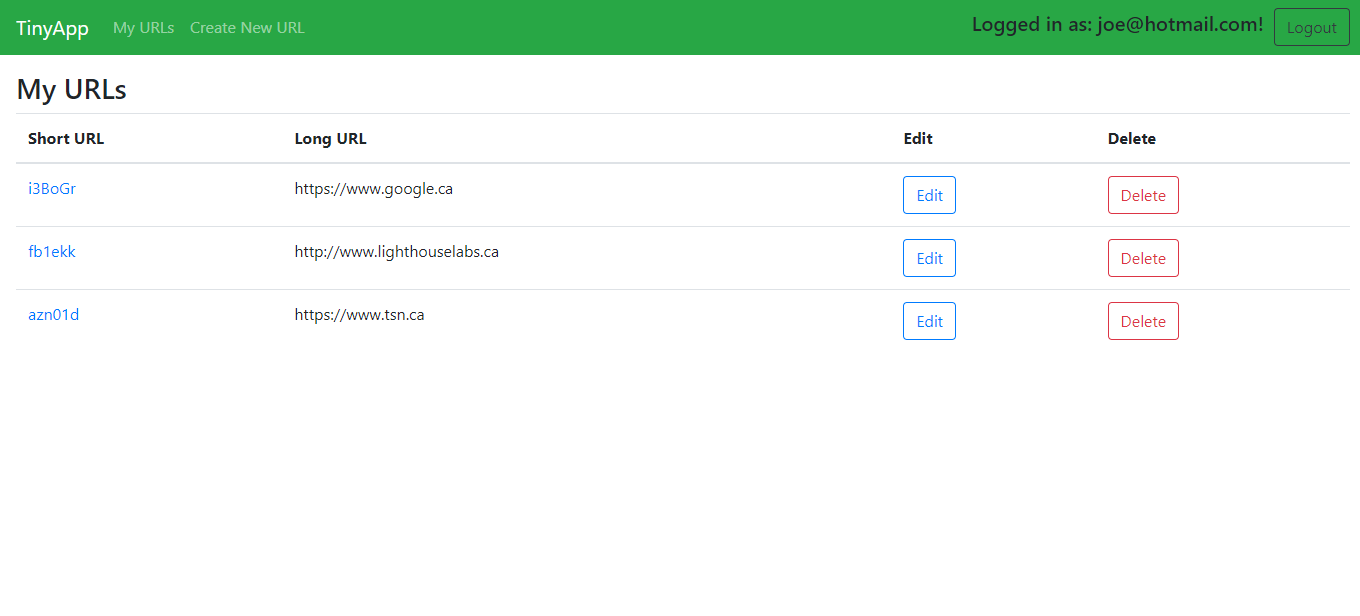 TinyApp My URLs Create New URL Logged in as: joe@hotmail.com! Logout
My URLs
Short URL Long URL Edit Delete
i3BoGr https://www.google.ca Edit Delete
fb1ekk http://www.lighthouselabs.ca Edit Delete
azn01d https://www.tsn.ca Edit Delete